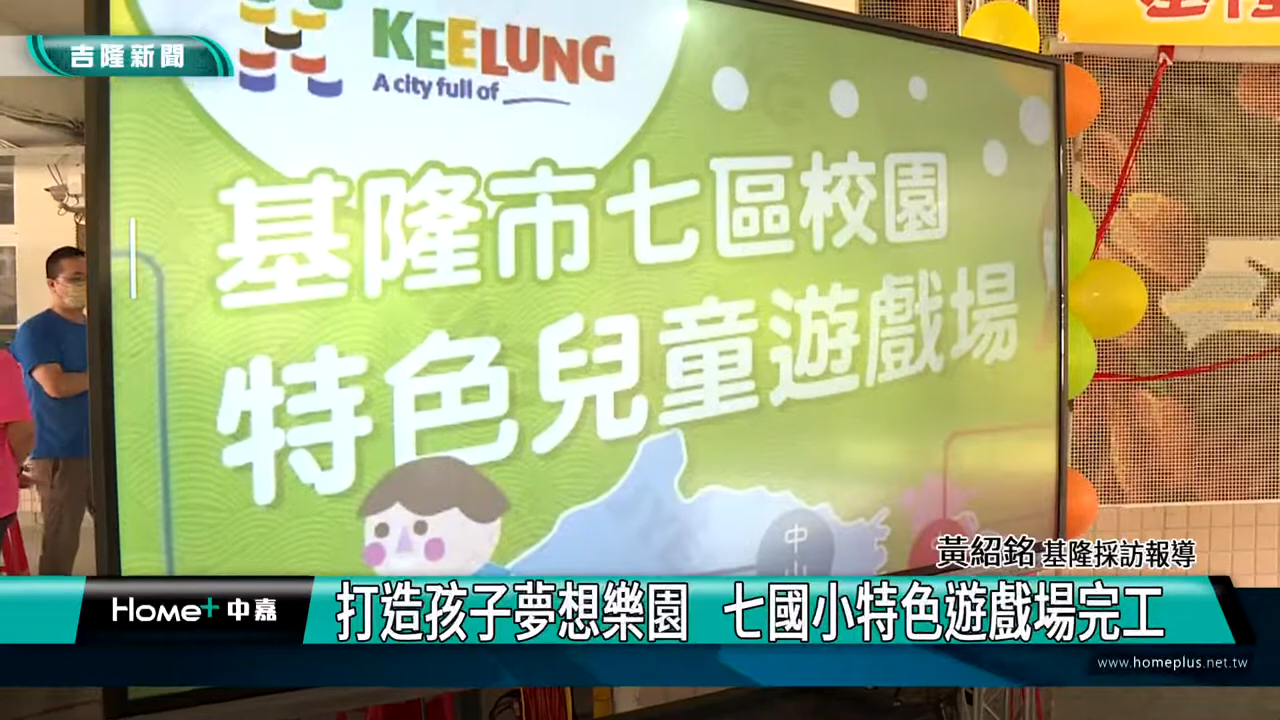 吉隆新聞
KEELUNG
A city full of
基隆市七區校園
特色兒童遊戲場
中山
黃紹銘 基隆採訪報導
Home+ 中嘉
打造孩子夢想樂園 七國小特色遊戲場完工
www.homeplus.net.tw